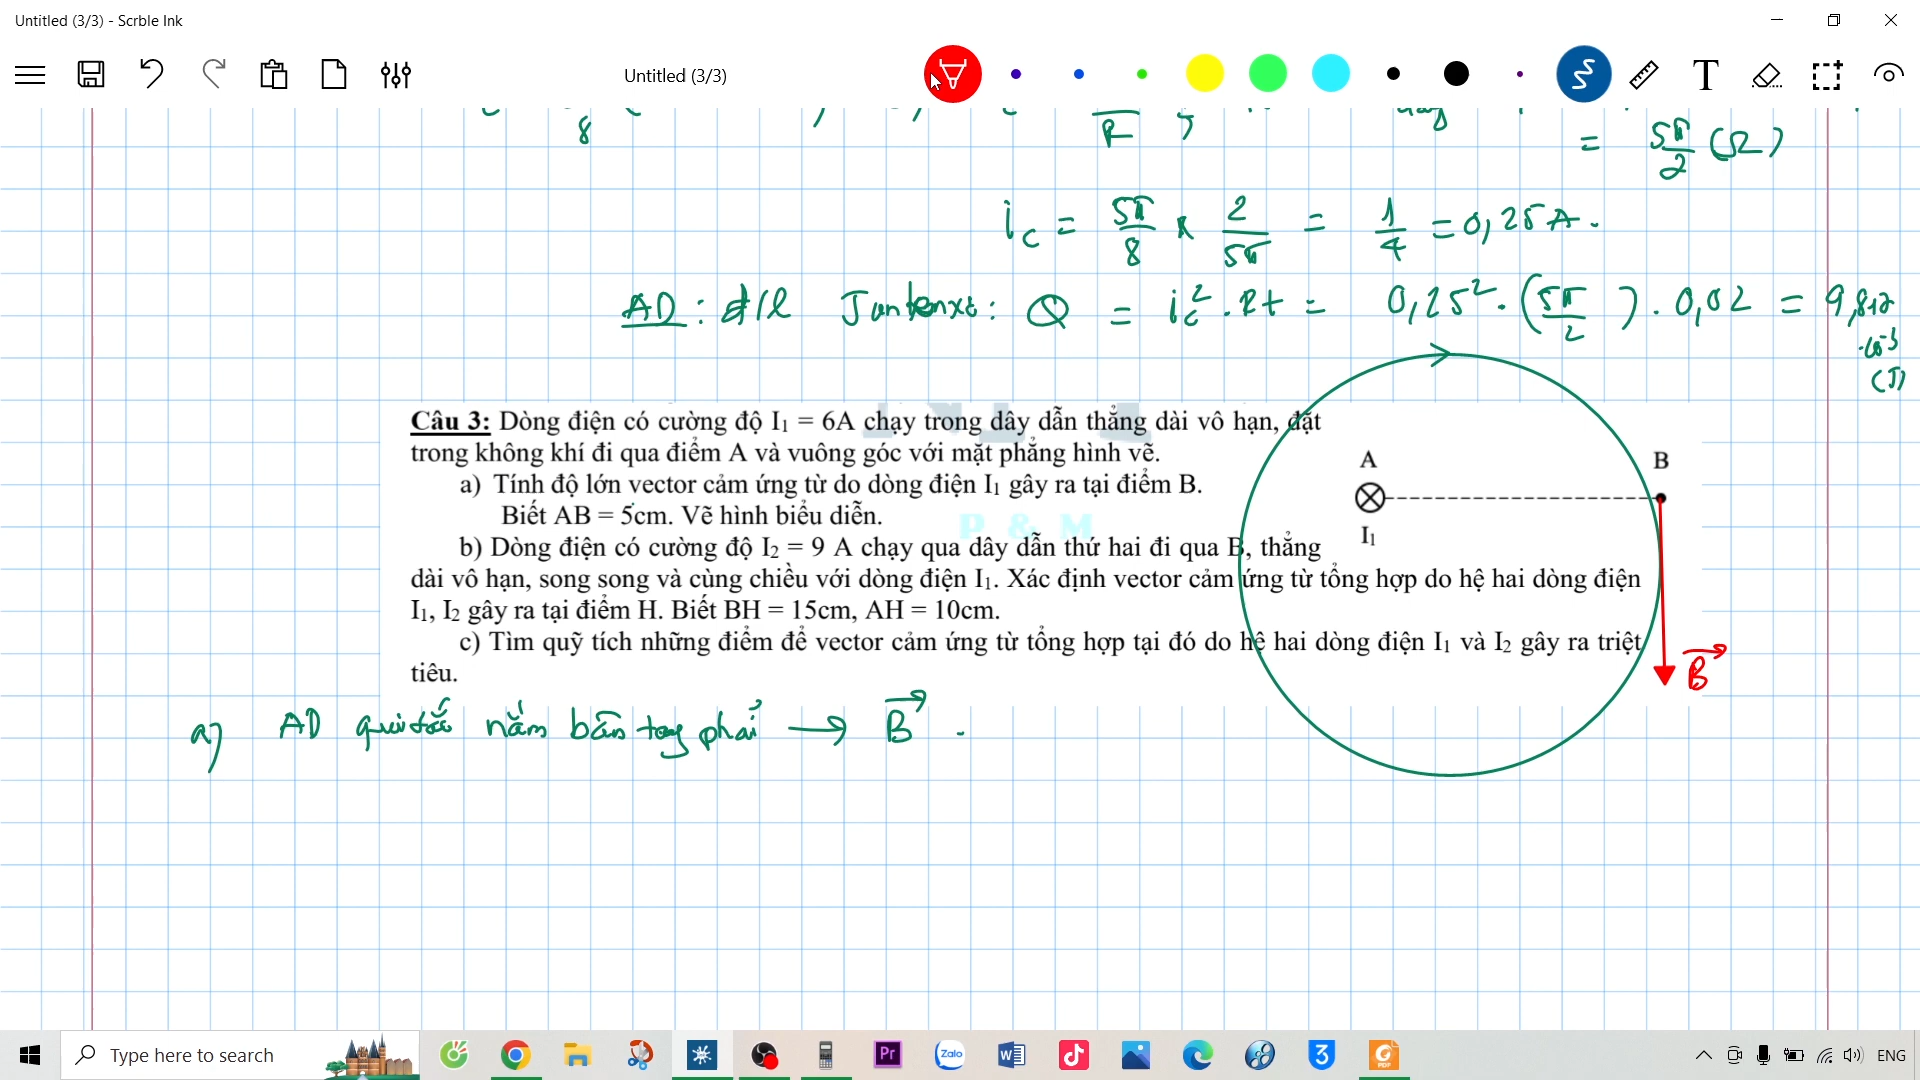 Untitled (3/3) - Scrble Ink
Untitled (3/3)
8
R
= 5π/2 (Ω)
i_c = 5π/8 x 2/5π = 1/4 = 0,25A.
AD: đ/l Junlenxơ: Q = i_c². Rt = 0,25². (5π/2). 0,02 = 9,812
.10⁻³
(J)
Câu 3: Dòng điện có cường độ I₁ = 6A chạy trong dây dẫn thẳng dài vô hạn, đặt
trong không khí đi qua điểm A và vuông góc với mặt phẳng hình vẽ.
a) Tính độ lớn vector cảm ứng từ do dòng điện I₁ gây ra tại điểm B.
Biết AB = 5cm. Vẽ hình biểu diễn.
P & M
b) Dòng điện có cường độ I₂ = 9 A chạy qua dây dẫn thứ hai đi qua B, thẳng
dài vô hạn, song song và cùng chiều với dòng điện I₁. Xác định vector cảm ứng từ tổng hợp do hệ hai dòng điện
I₁, I₂ gây ra tại điểm H. Biết BH = 15cm, AH = 10cm.
c) Tìm quỹ tích những điểm để vector cảm ứng từ tổng hợp tại đó do hệ hai dòng điện I₁ và I₂ gây ra triệt
tiêu.
A
B
I₁
B⃗
a) AD qui tắc nắm bàn tay phải → B⃗.
Type here to search
Pr
Zalo
ENG